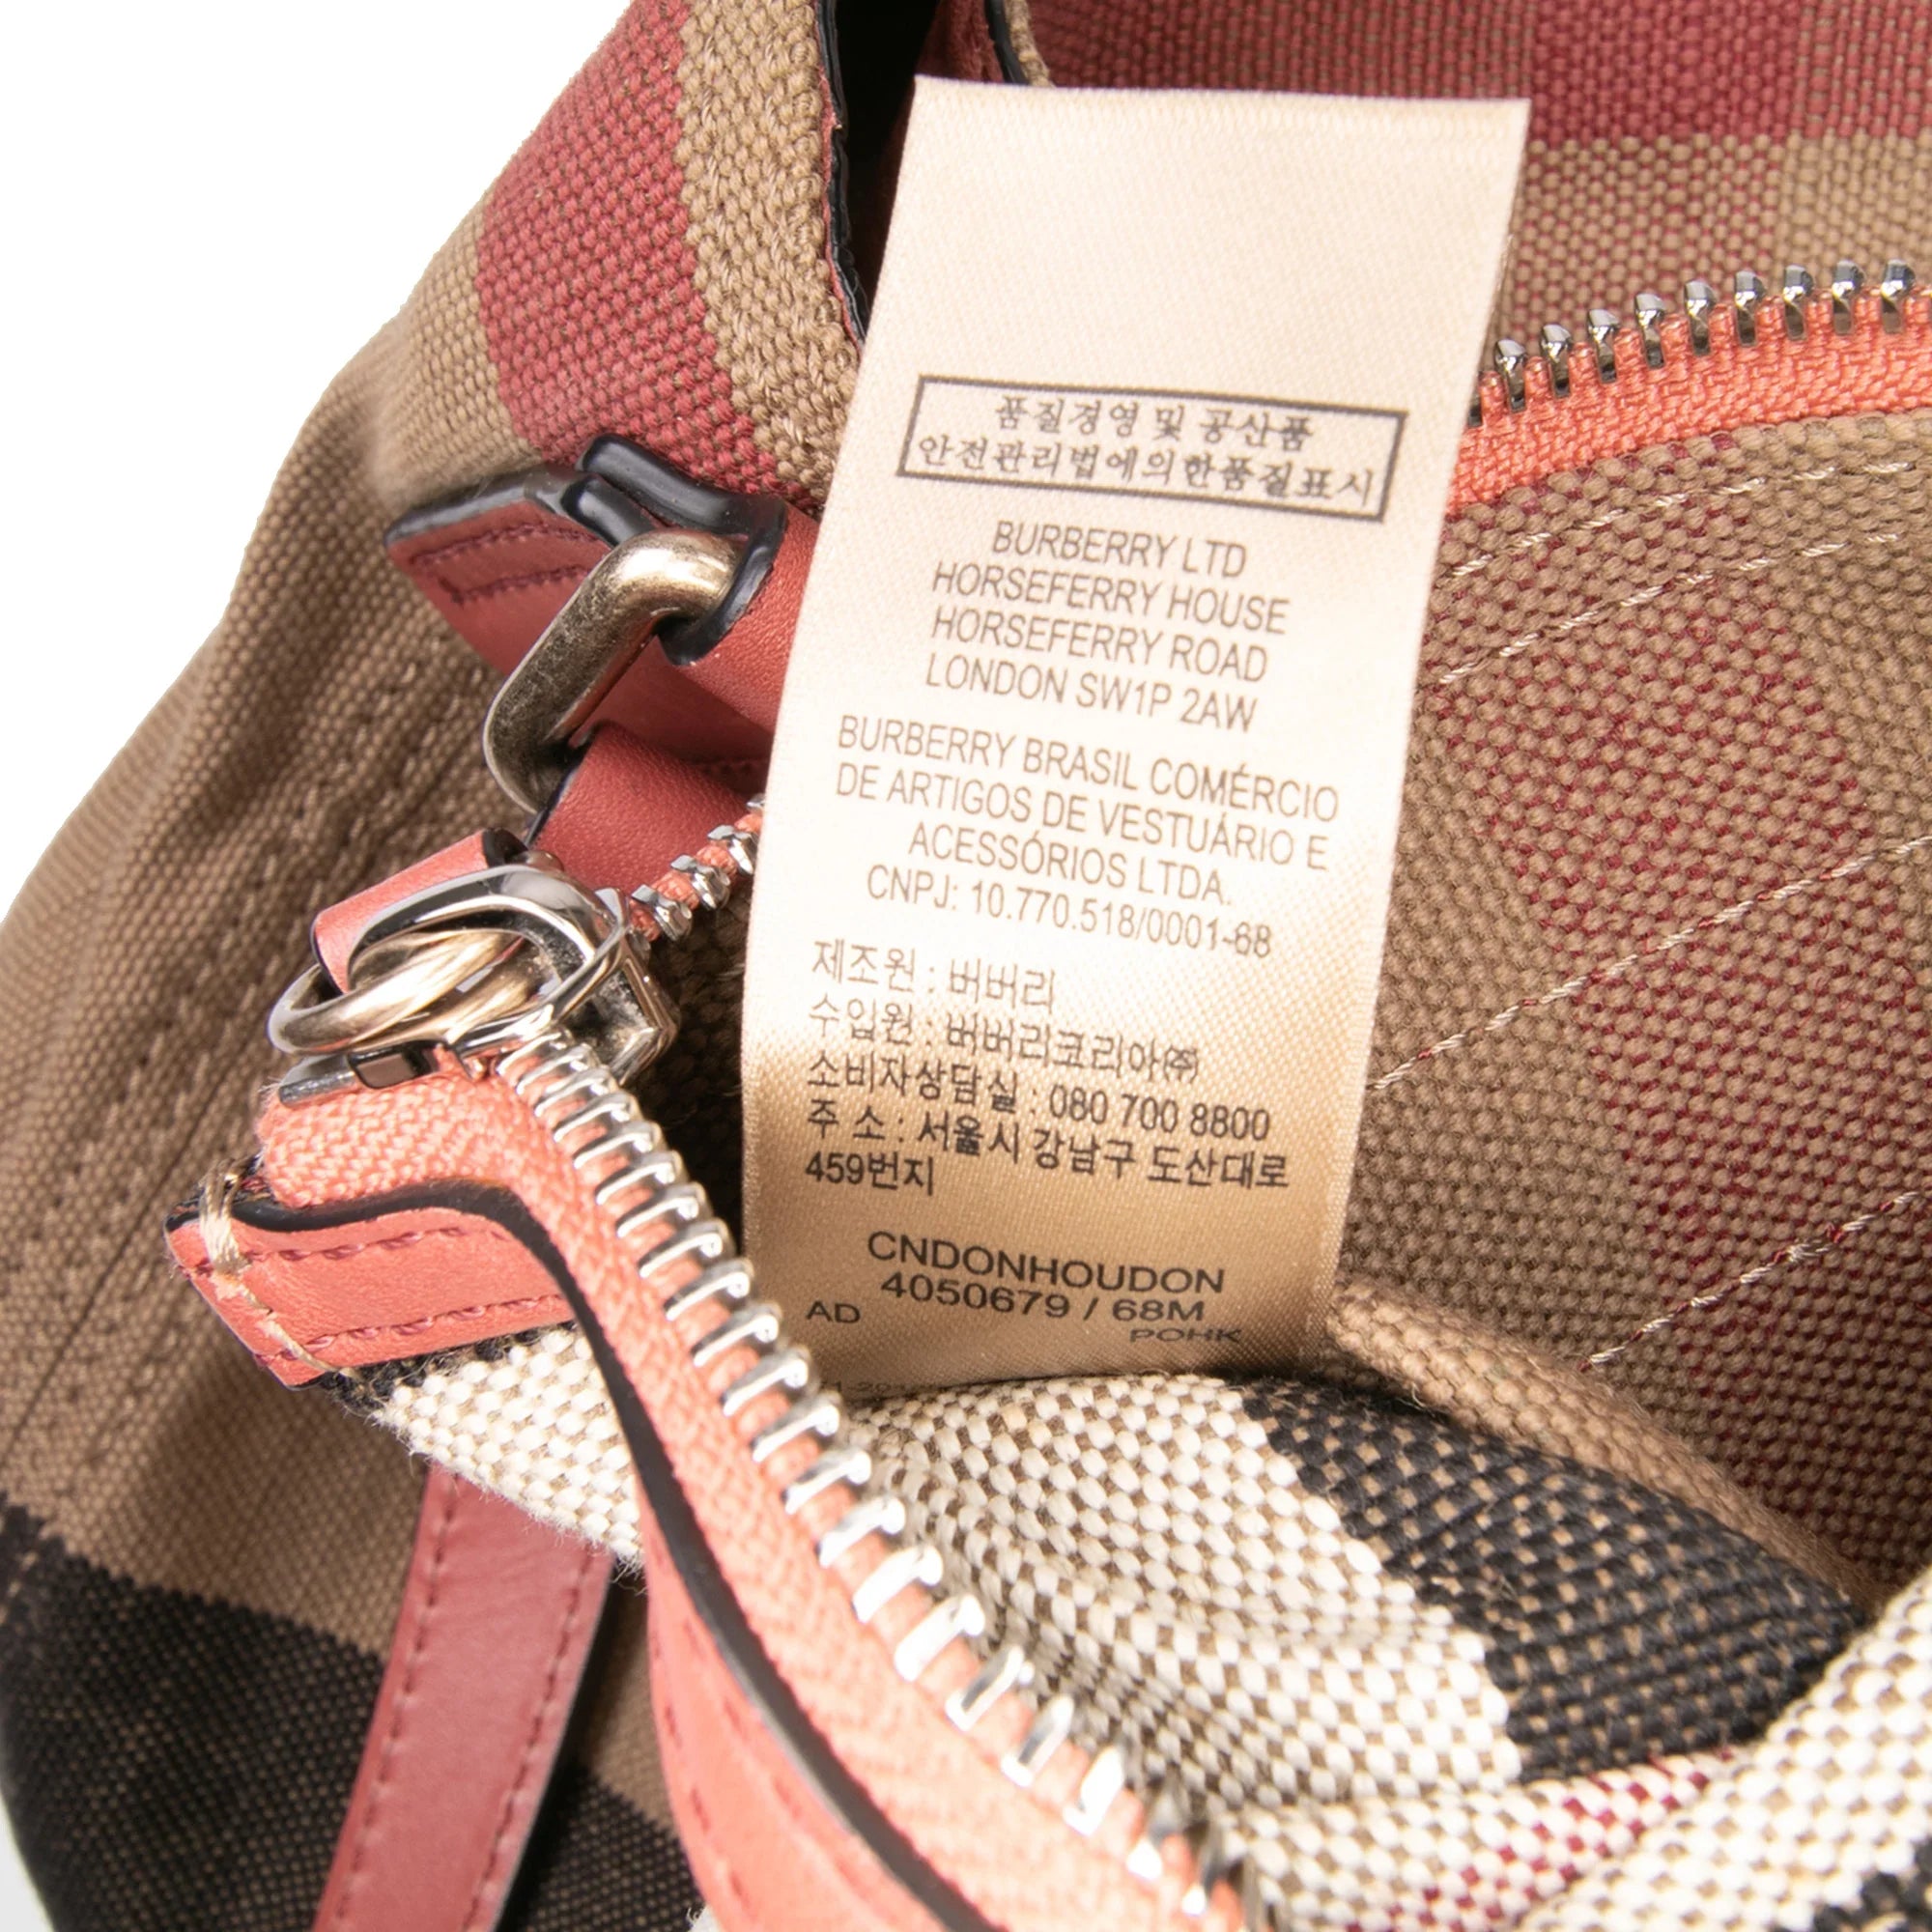 품질경영 및 공산품
안전관리법에의한품질표시
BURBERRY LTD
HORSEFERRY HOUSE
HORSEFERRY ROAD
LONDON SW1P 2AW
BURBERRY BRASIL COMÉRCIO
DE ARTIGOS DE VESTUÁRIO E
ACESSÓRIOS LTDA.
CNPJ: 10.770.518/0001-68
제조원 : 버버리
수입원 : 버버리코리아㈜
소비자상담실 : 080 700 8800
주 소 : 서울시 강남구 도산대로
459번지
CNDONHOUDON
4050679 / 68M
AD POHK